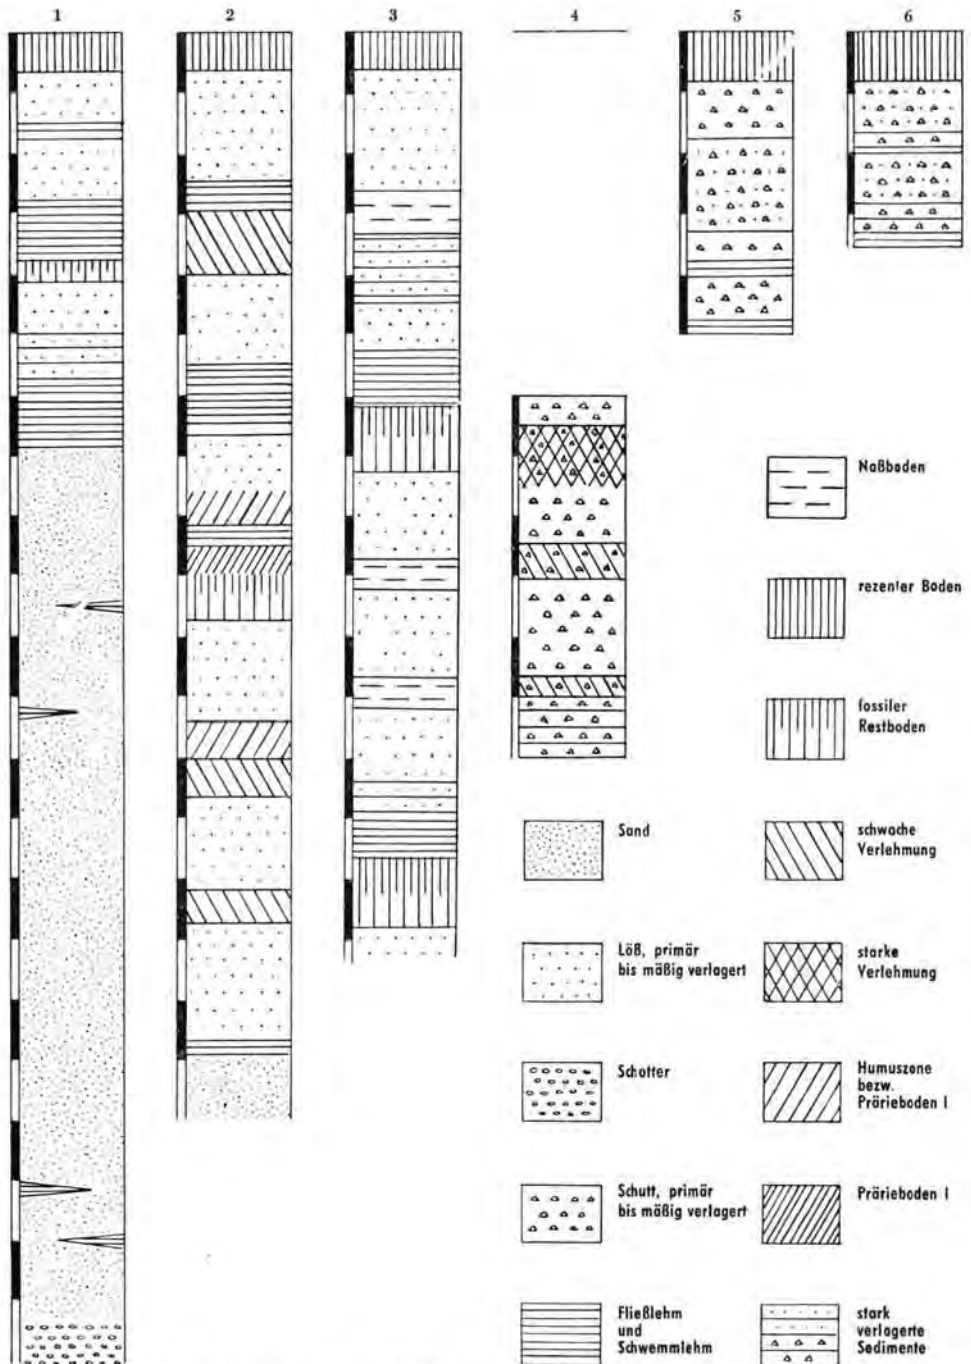 1 2 3 4 5 6
Naßboden
rezenter Boden
fossiler
Restboden
Sand
schwache
Verlehmung
Löß, primär
bis mäßig verlagert
starke
Verlehmung
Schotter
Humuszone
bezw.
Prärieboden I
Schutt, primär
bis mäßig verlagert
Prärieboden I
Fließlehm
und
Schwemmlehm
stark
verlagerte
Sedimente